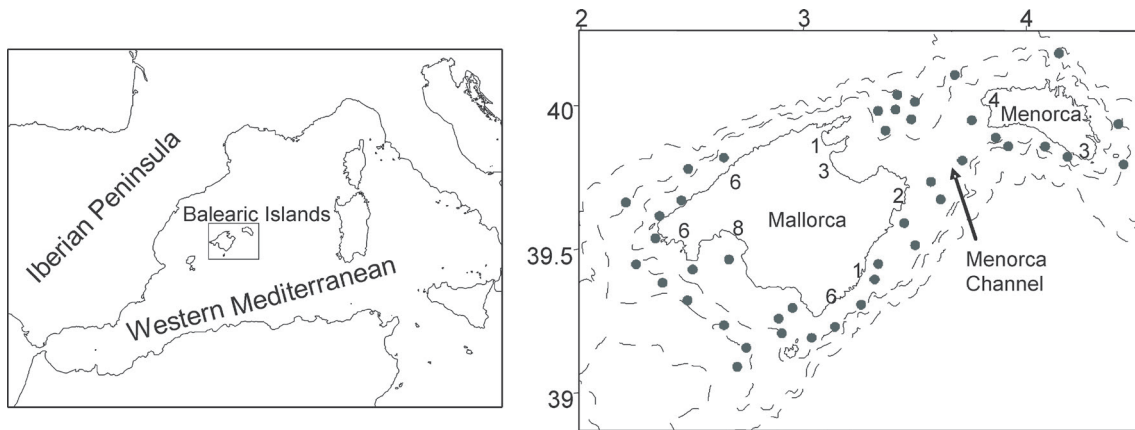 Iberian Peninsula
Balearic Islands
Western Mediterranean
2 3 4
40
39.5
39
4
Menorca
3
1
3
6
2
Mallorca
6 8
1
6
Menorca
Channel